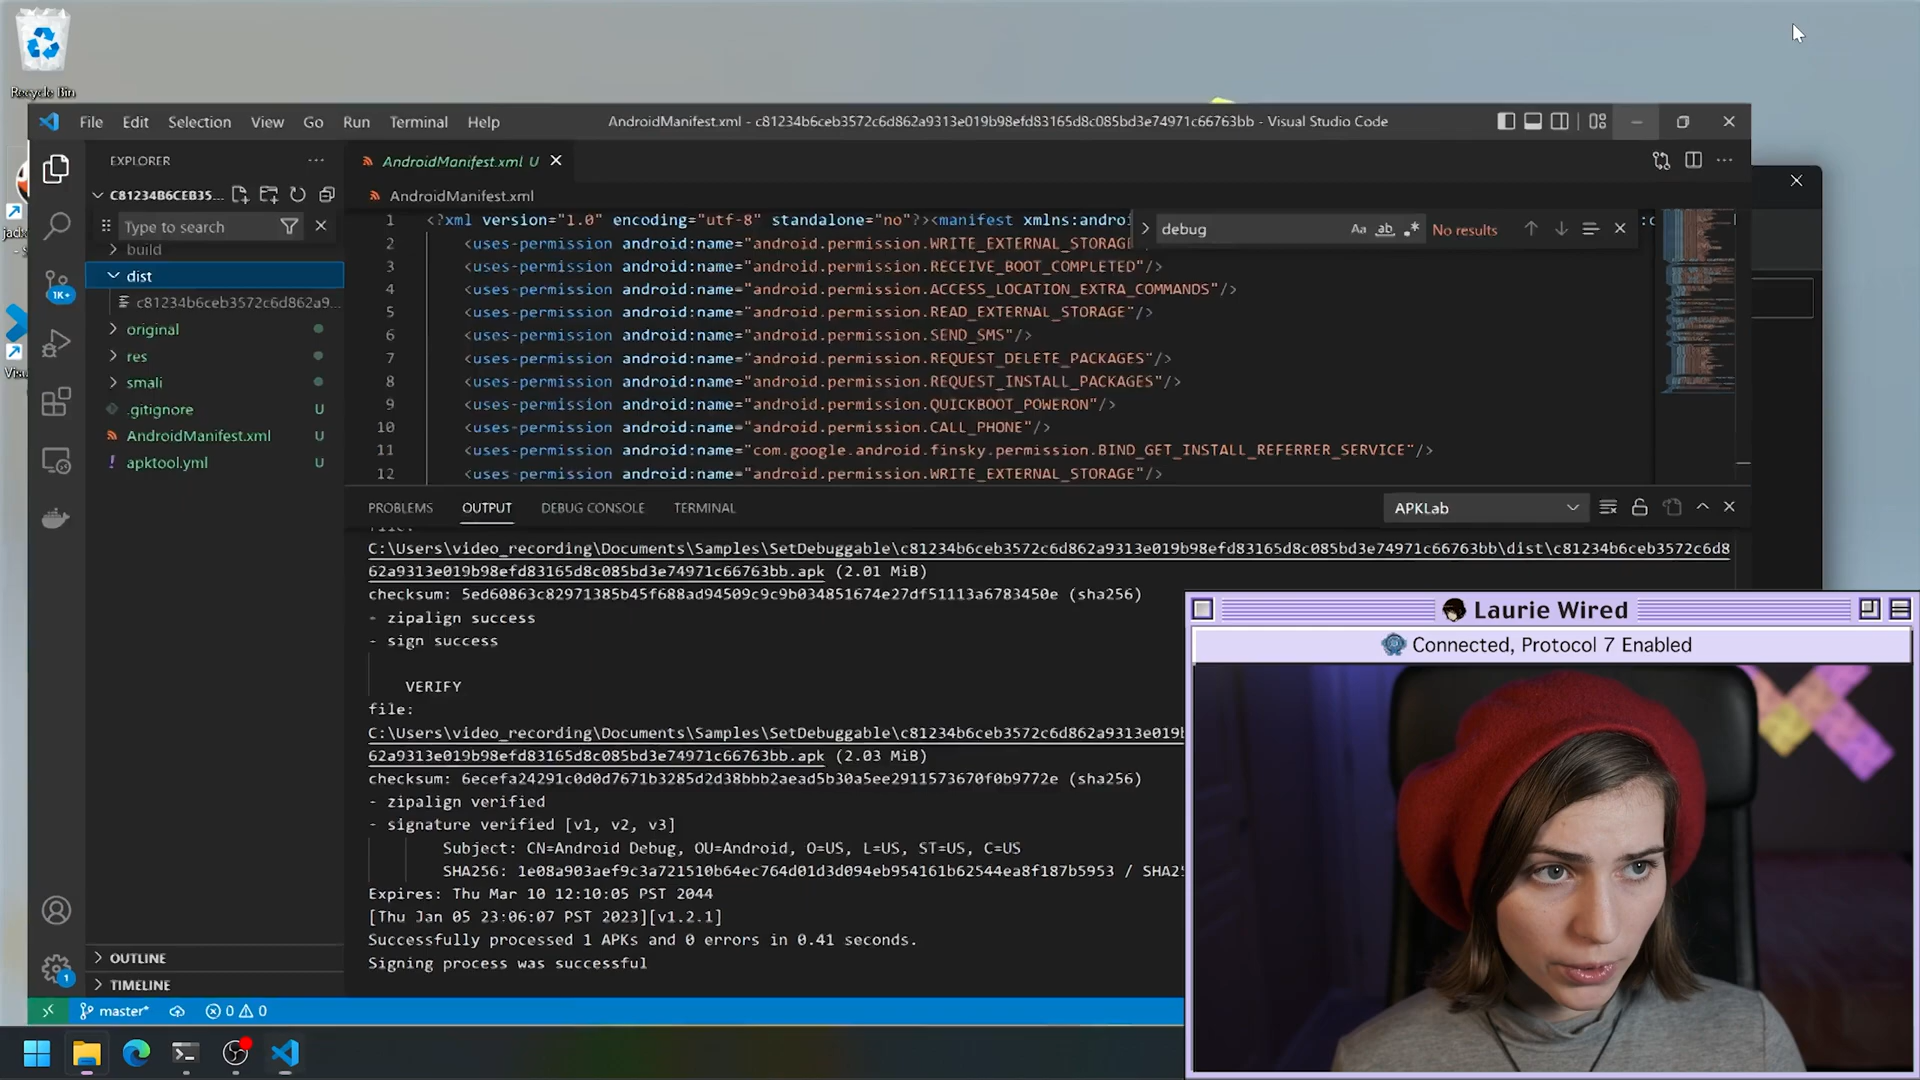 Recycle Bin
File Edit Selection View Go Run Terminal Help
AndroidManifest.xml - c81234b6ceb3572c6d862a9313e019b98efd83165d8c085bd3e74971c66763bb - Visual Studio Code
EXPLORER
AndroidManifest.xml U
C81234B6CEB35...
AndroidManifest.xml
Type to search
build
dist
c81234b6ceb3572c6d862a9...
original
res
smali
.gitignore U
AndroidManifest.xml U
apktool.yml U
1K+
debug
Aa ab
No results
1 <?xml version="1.0" encoding="utf-8" standalone="no"?><manifest xmlns:androi
2 <uses-permission android:name="android.permission.WRITE_EXTERNAL_STORAGE
3 <uses-permission android:name="android.permission.RECEIVE_BOOT_COMPLETED"/>
4 <uses-permission android:name="android.permission.ACCESS_LOCATION_EXTRA_COMMANDS"/>
5 <uses-permission android:name="android.permission.READ_EXTERNAL_STORAGE"/>
6 <uses-permission android:name="android.permission.SEND_SMS"/>
7 <uses-permission android:name="android.permission.REQUEST_DELETE_PACKAGES"/>
8 <uses-permission android:name="android.permission.REQUEST_INSTALL_PACKAGES"/>
9 <uses-permission android:name="android.permission.QUICKBOOT_POWERON"/>
10 <uses-permission android:name="android.permission.CALL_PHONE"/>
11 <uses-permission android:name="com.google.android.finsky.permission.BIND_GET_INSTALL_REFERRER_SERVICE"/>
12 <uses-permission android:name="android.permission.WRITE_EXTERNAL_STORAGE"/>
PROBLEMS OUTPUT DEBUG CONSOLE TERMINAL
APKLab
file:
C:\Users\video_recording\Documents\Samples\SetDebuggable\c81234b6ceb3572c6d862a9313e019b98efd83165d8c085bd3e74971c66763bb\dist\c81234b6ceb3572c6d8
62a9313e019b98efd83165d8c085bd3e74971c66763bb.apk (2.01 MiB)
checksum: 5ed60863c82971385b45f688ad94509c9c9b034851674e27df51113a6783450e (sha256)
- zipalign success
- sign success
VERIFY
file:
C:\Users\video_recording\Documents\Samples\SetDebuggable\c81234b6ceb3572c6d862a9313e019b
62a9313e019b98efd83165d8c085bd3e74971c66763bb.apk (2.03 MiB)
checksum: 6ecefa24291c0d0d7671b3285d2d38bbb2aead5b30a5ee2911573670f0b9772e (sha256)
- zipalign verified
- signature verified [v1, v2, v3]
Subject: CN=Android Debug, OU=Android, O=US, L=US, ST=US, C=US
SHA256: 1e08a903aef9c3a721510b64ec764d01d3d094eb954161b62544ea8f187b5953 / SHA25
Expires: Thu Mar 10 12:10:05 PST 2044
[Thu Jan 05 23:06:07 PST 2023][v1.2.1]
Successfully processed 1 APKs and 0 errors in 0.41 seconds.
Signing process was successful
OUTLINE
TIMELINE
1
master*
0 0
Laurie Wired
Connected, Protocol 7 Enabled